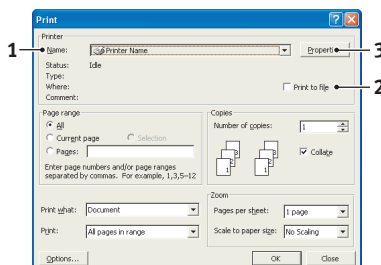 Print
Printer
1 Name: Printer Name Properti 3
Status: Idle
Type:
Where: Print to file 2
Comment:
Page range
All
Current page Selection
Pages:
Enter page numbers and/or page ranges
separated by commas. For example, 1,3,5–12
Copies
Number of copies: 1
Collate
Print what: Document
Print: All pages in range
Zoom
Pages per sheet: 1 page
Scale to paper size: No Scaling
Options... OK Close